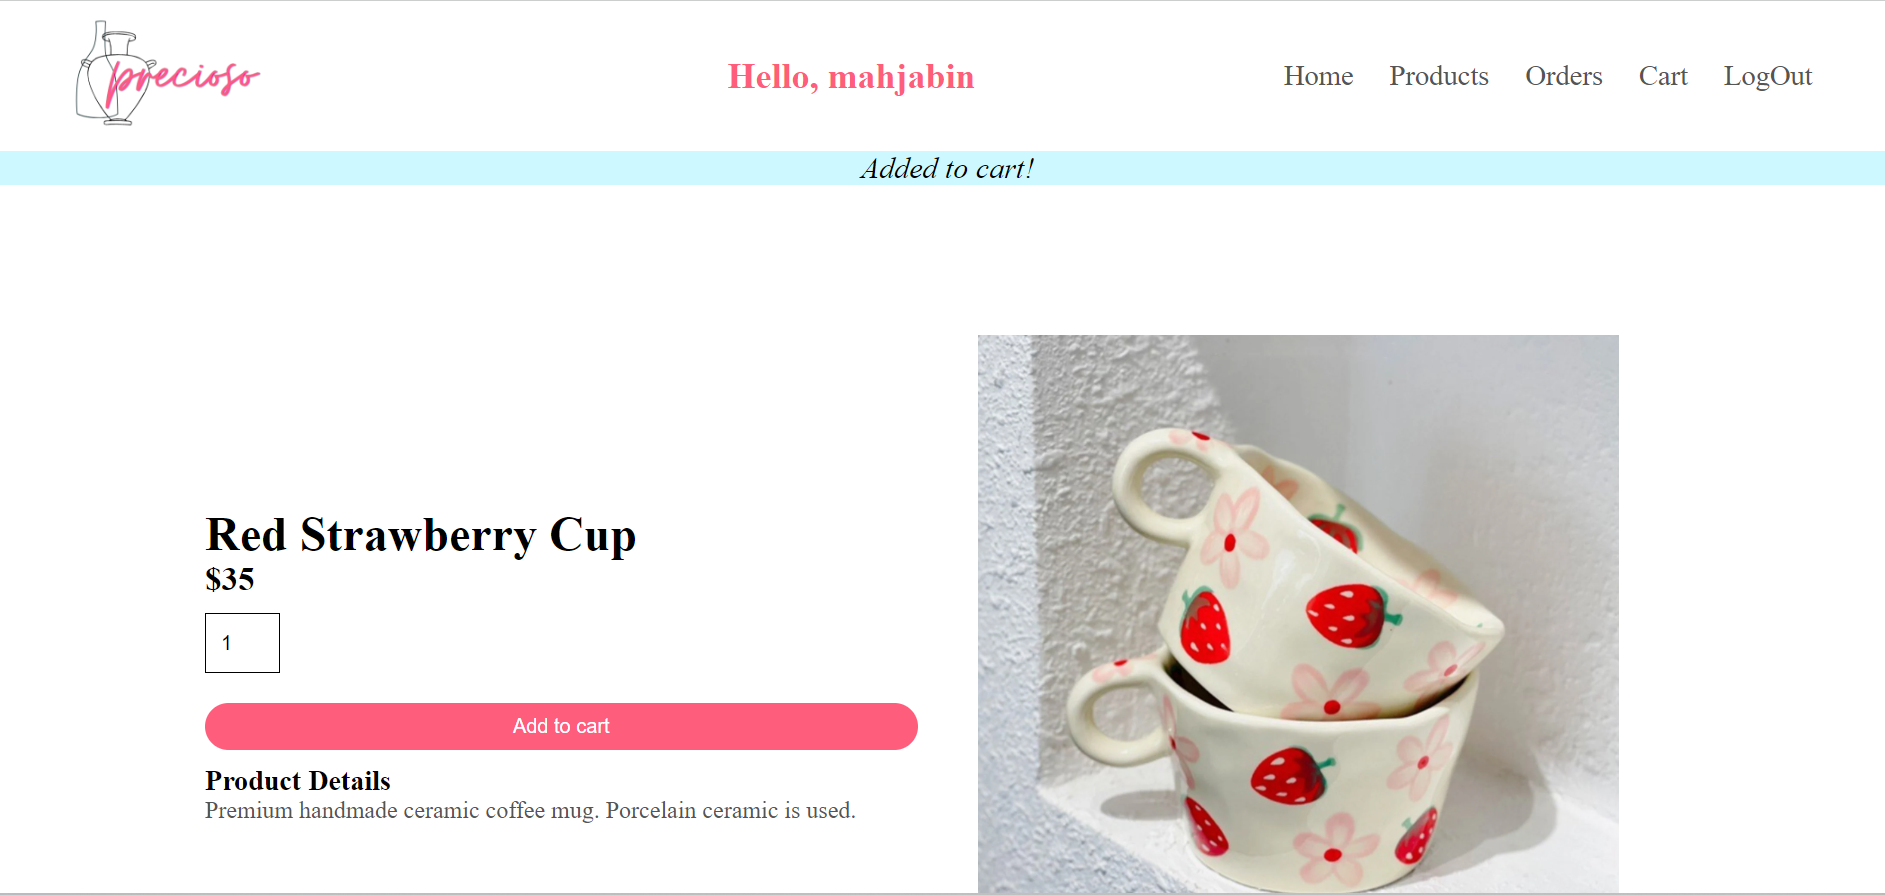 precioso
Hello, mahjabin
Home Products Orders Cart LogOut
Added to cart!
Red Strawberry Cup
$35
1
Add to cart
Product Details
Premium handmade ceramic coffee mug. Porcelain ceramic is used.